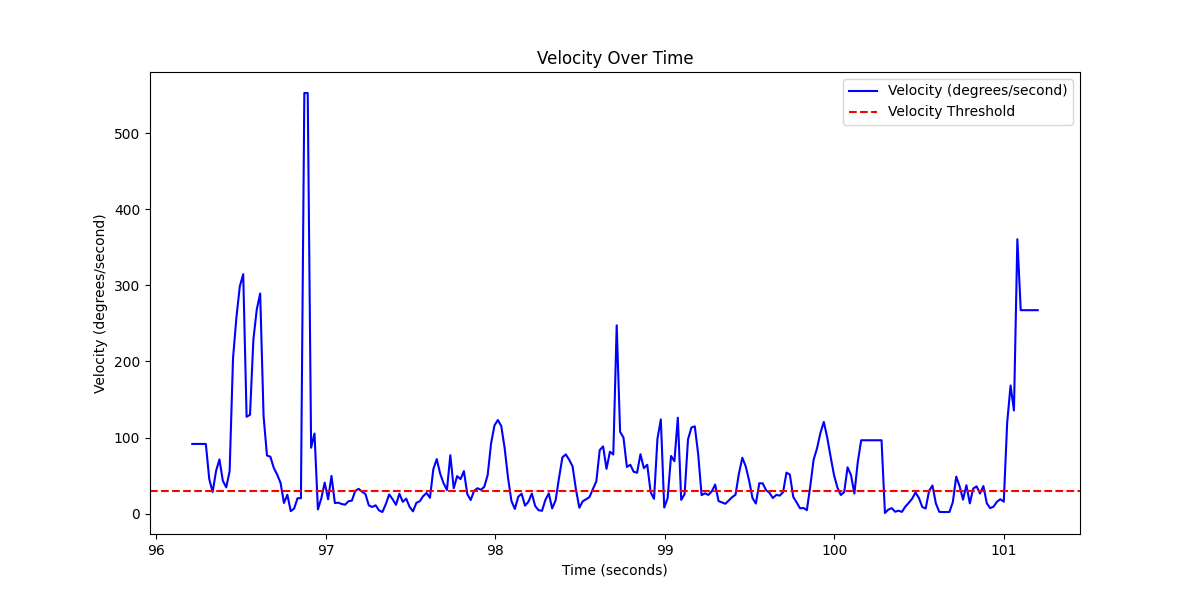 Velocity Over Time
Velocity (degrees/second)
Velocity Threshold
500
400
300
200
100
0
Velocity (degrees/second)
96
97
98
99
100
101
Time (seconds)